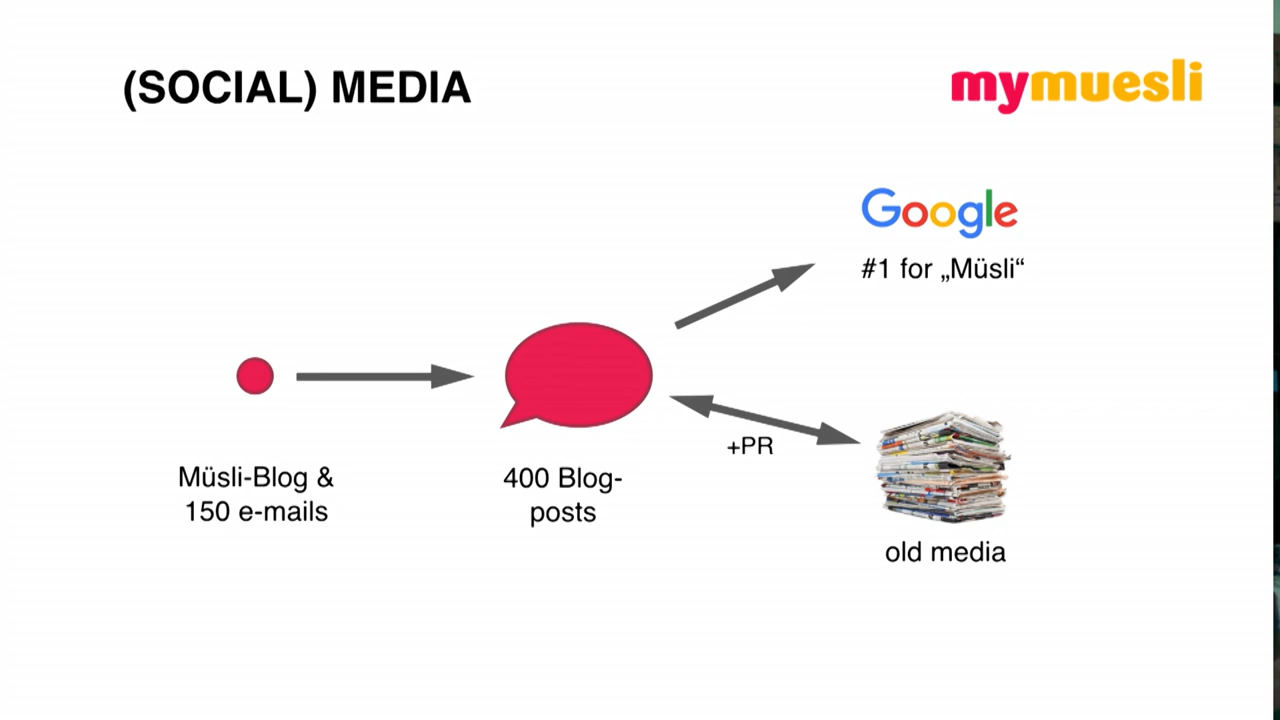 (SOCIAL) MEDIA
mymuesli
Google
#1 for „Müsli“
+PR
Müsli-Blog &
150 e-mails
400 Blog-
posts
old media